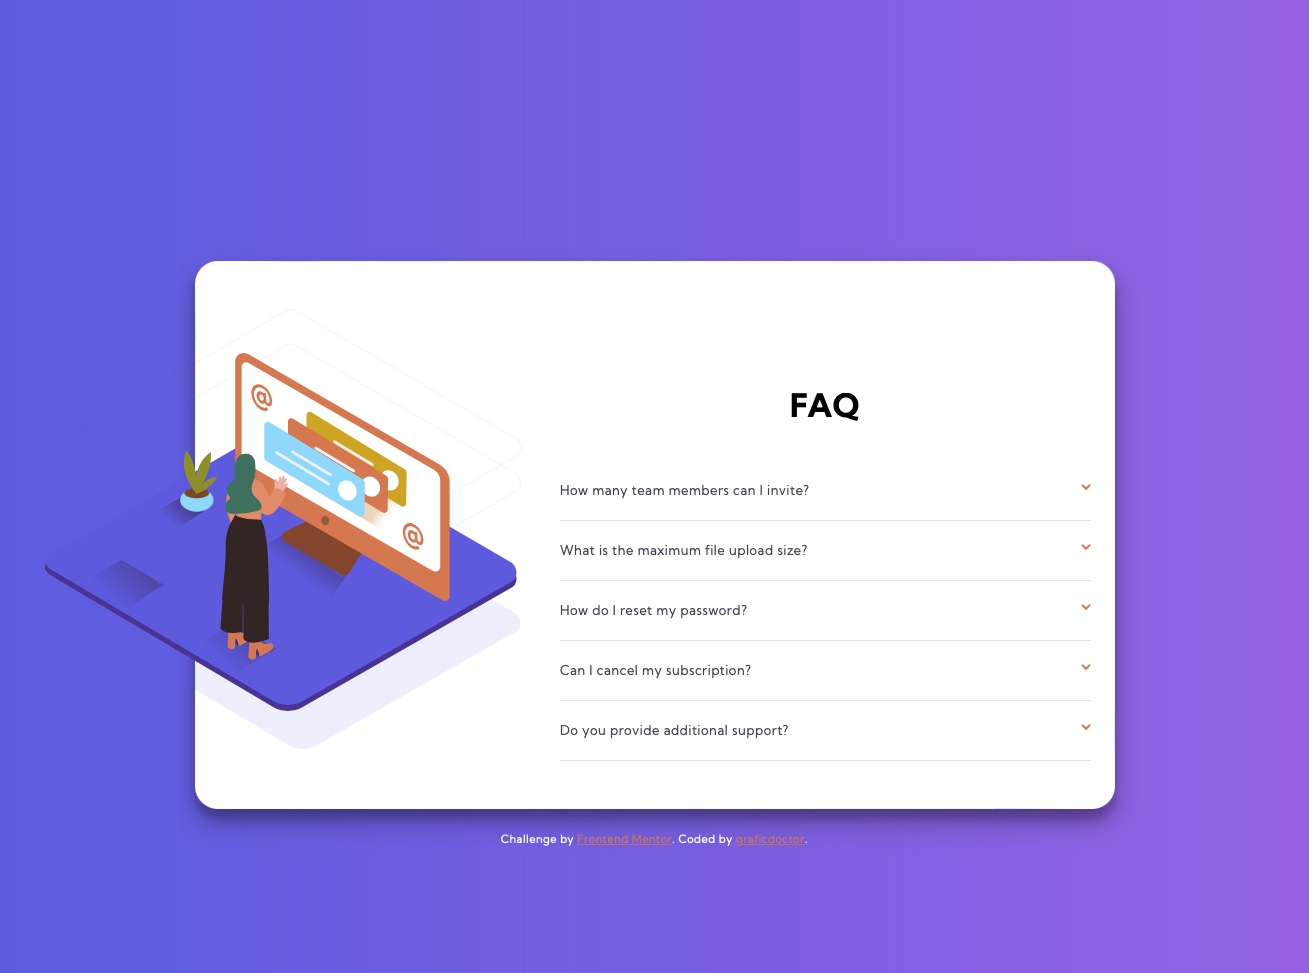 @
@
FAQ
How many team members can I invite?
What is the maximum file upload size?
How do I reset my password?
Can I cancel my subscription?
Do you provide additional support?
Challenge by Frontend Mentor. Coded by graficdoctor.